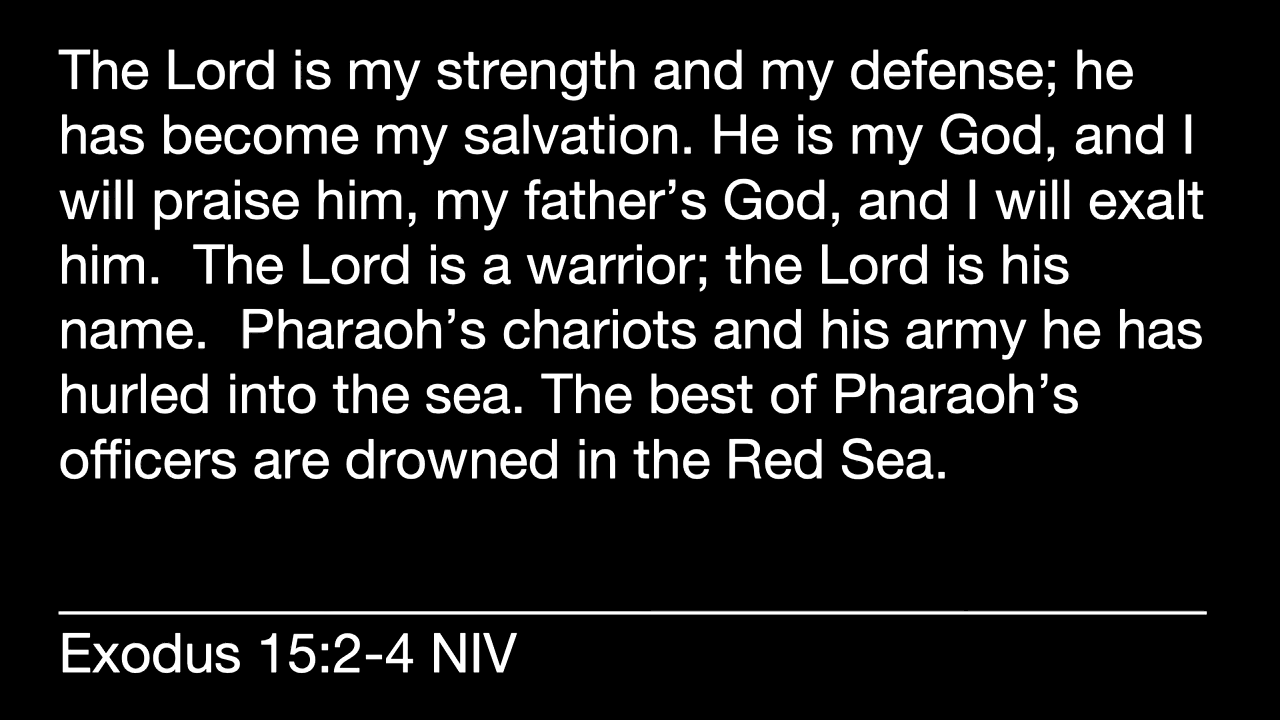 The Lord is my strength and my defense; he
has become my salvation. He is my God, and I
will praise him, my father’s God, and I will exalt
him.  The Lord is a warrior; the Lord is his
name.  Pharaoh’s chariots and his army he has
hurled into the sea. The best of Pharaoh’s
officers are drowned in the Red Sea.
Exodus 15:2-4 NIV